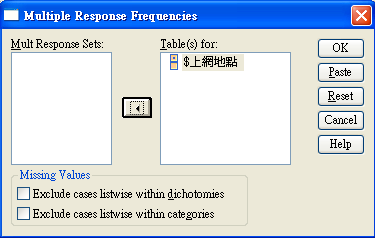 Multiple Response Frequencies
Mult Response Sets:
Table(s) for:
$上網地點
OK
Paste
Reset
Cancel
Help
Missing Values
Exclude cases listwise within dichotomies
Exclude cases listwise within categories